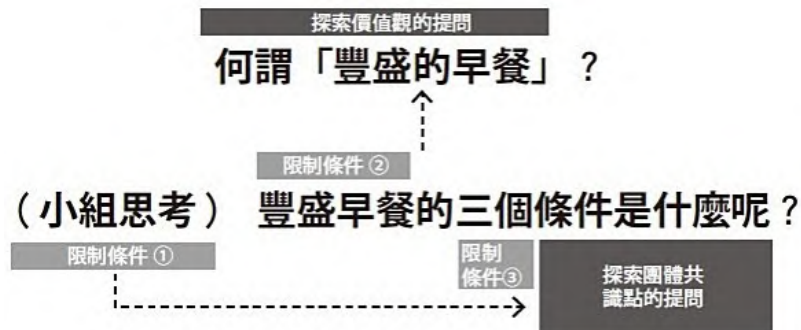 探索價值觀的提問
何謂「豐盛的早餐」？
限制條件②
（小組思考） 豐盛早餐的三個條件是什麼呢？
限制條件①
限制
條件③
探索團體共
識點的提問